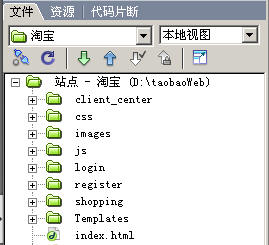 文件 资源 代码片断
淘宝 本地视图
站点 - 淘宝 (D:\taobaoWeb)
client_center
css
images
js
login
register
shopping
Templates
index.html